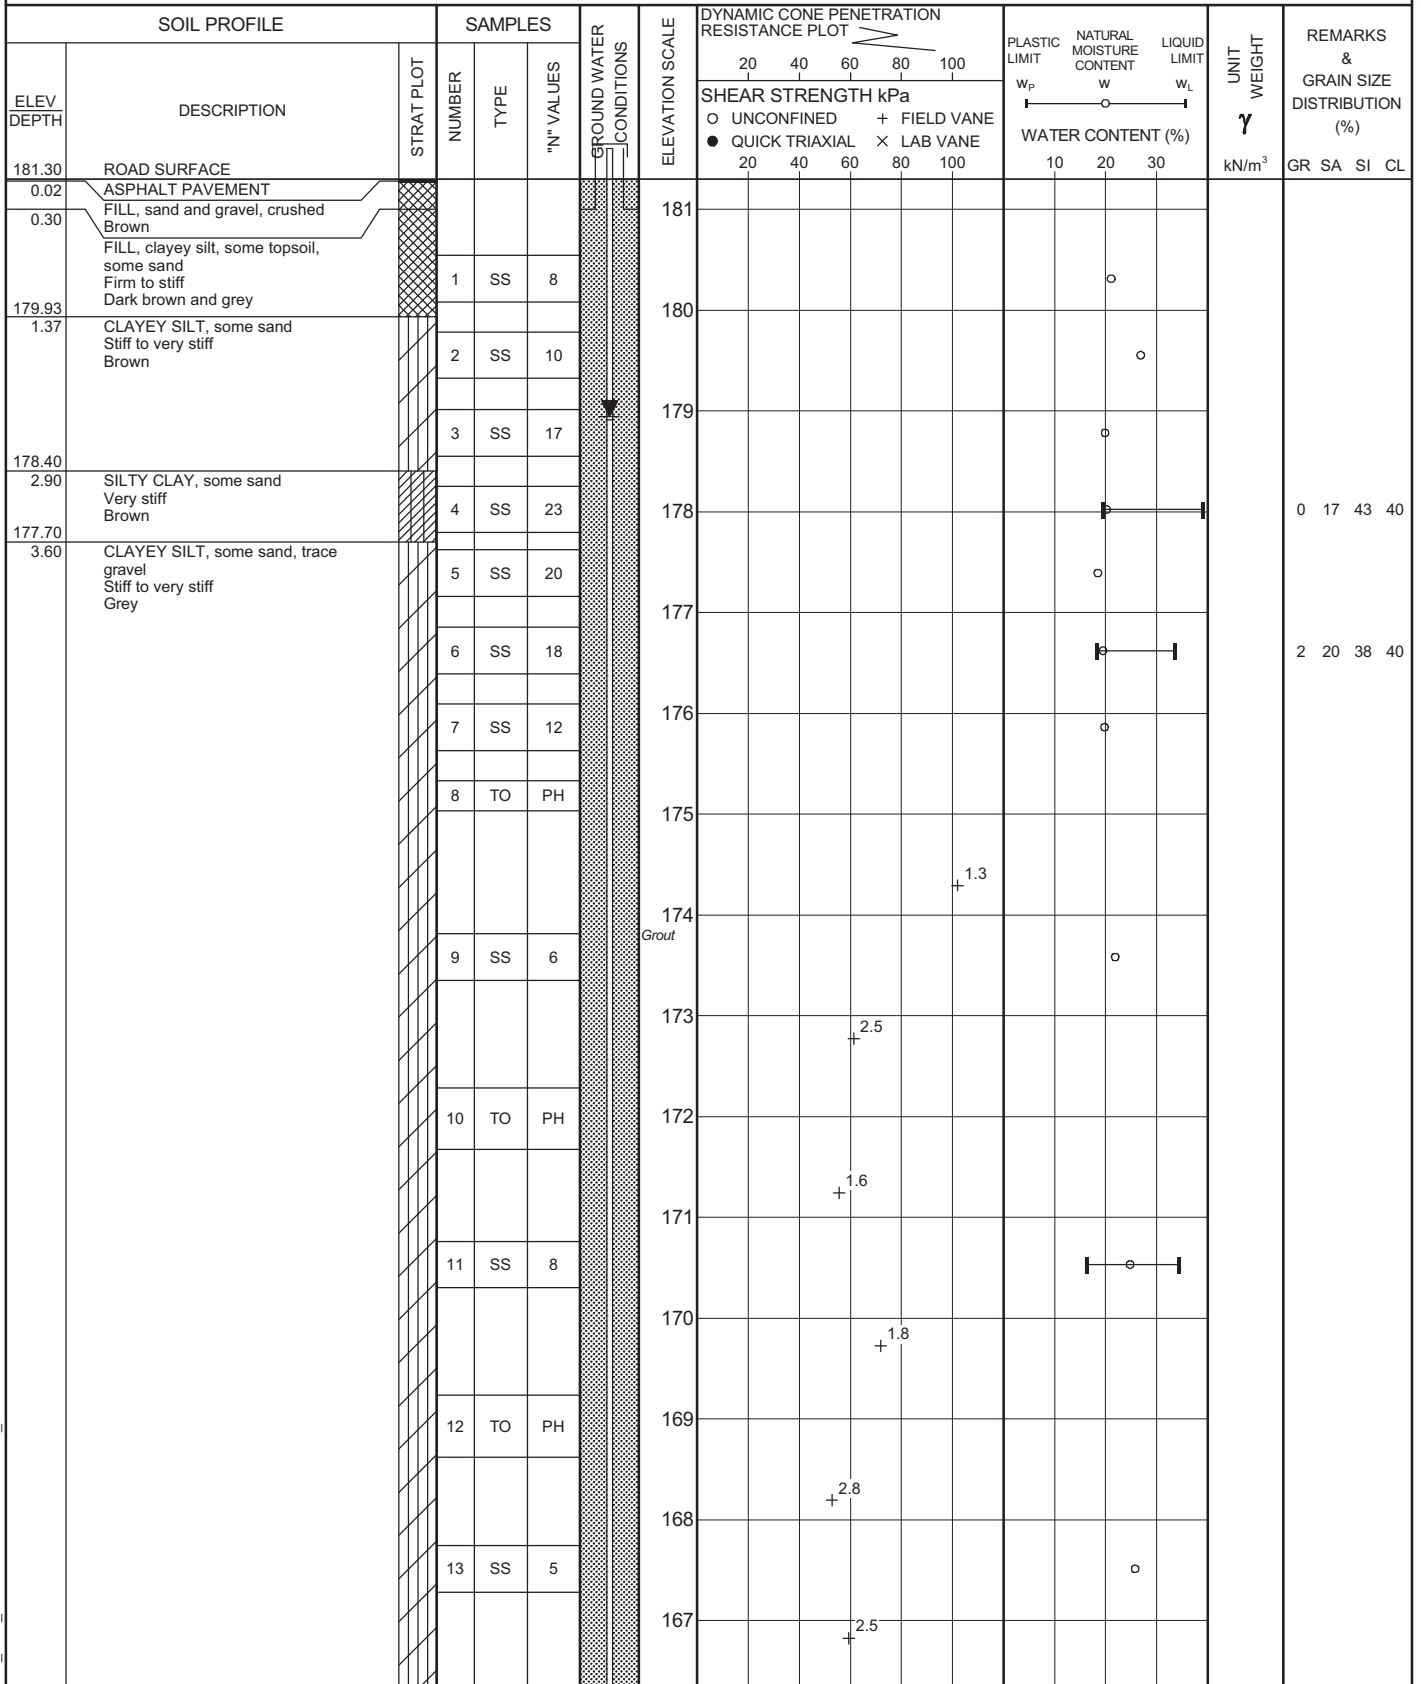 SOIL PROFILE
SAMPLES
GROUND WATER
CONDITIONS
ELEVATION SCALE
DYNAMIC CONE PENETRATION
RESISTANCE PLOT
20 40 60 80 100
SHEAR STRENGTH kPa
UNCONFINED + FIELD VANE
QUICK TRIAXIAL × LAB VANE
20 40 60 80 100
PLASTIC
LIMIT
NATURAL
MOISTURE
CONTENT
LIQUID
LIMIT
WP W WL
WATER CONTENT (%)
10 20 30
UNIT
WEIGHT
γ
kN/m³
REMARKS
&
GRAIN SIZE
DISTRIBUTION
(%)
GR SA SI CL
ELEV
DEPTH
DESCRIPTION
STRAT PLOT
NUMBER
TYPE
"N" VALUES
181.30 ROAD SURFACE
0.02 ASPHALT PAVEMENT
0.30 FILL, sand and gravel, crushed
Brown
FILL, clayey silt, some topsoil,
some sand
Firm to stiff
Dark brown and grey
179.93
1.37 CLAYEY SILT, some sand
Stiff to very stiff
Brown
178.40
2.90 SILTY CLAY, some sand
Very stiff
Brown
177.70
3.60 CLAYEY SILT, some sand, trace
gravel
Stiff to very stiff
Grey
1 SS 8
2 SS 10
3 SS 17
4 SS 23
5 SS 20
6 SS 18
7 SS 12
8 TO PH
9 SS 6
10 TO PH
11 SS 8
12 TO PH
13 SS 5
181
180
179
178
177
176
175
174
Grout
173
172
171
170
169
168
167
1.3
2.5
1.6
1.8
2.8
2.5
0 17 43 40
2 20 38 40